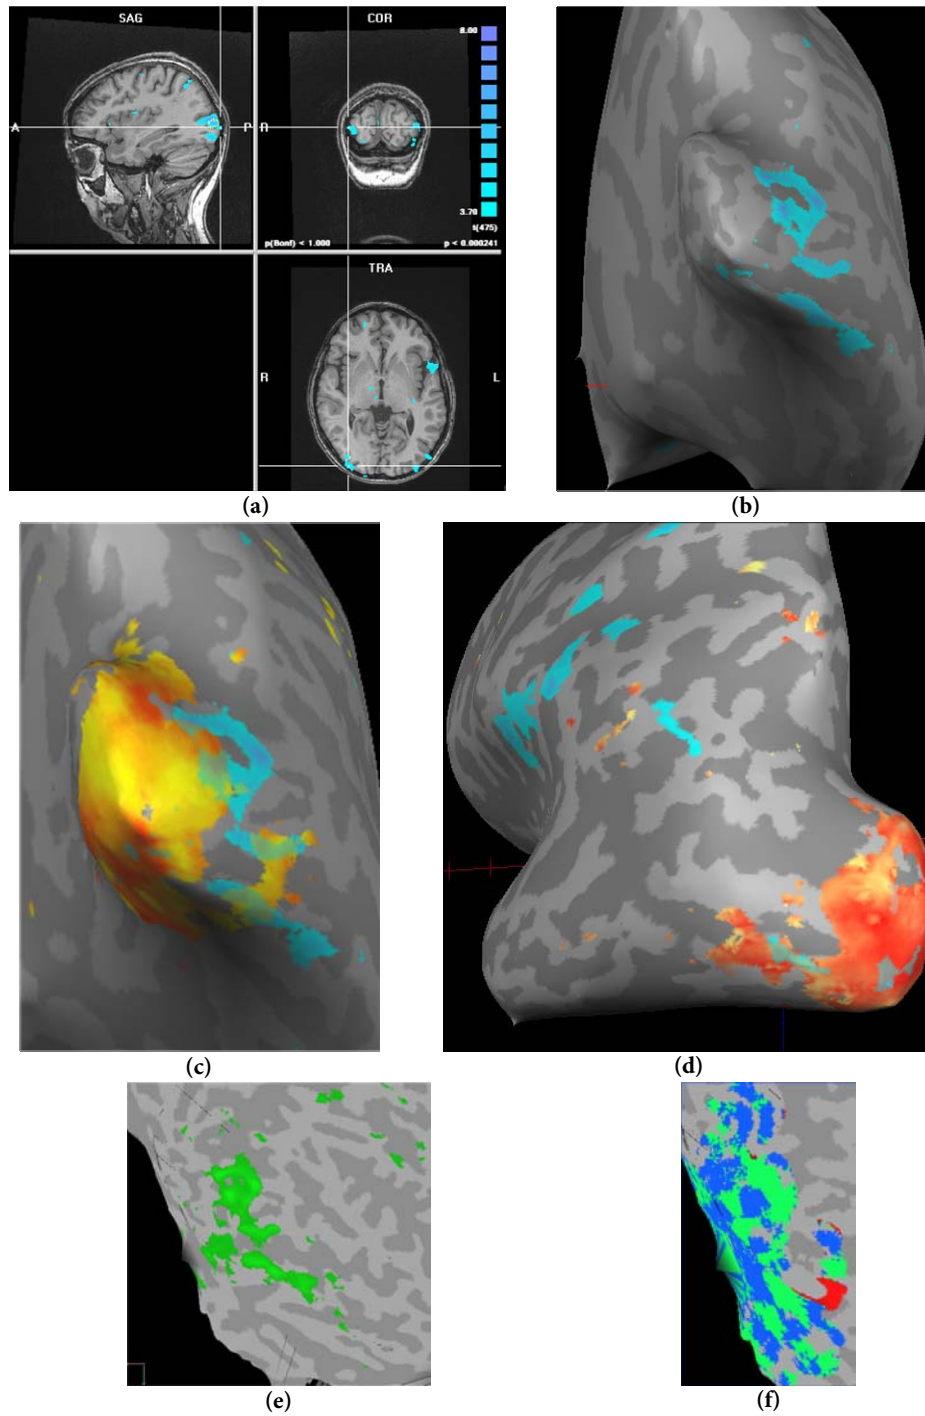 SAG
COR
8.00
A
P
R
3.70
t(475)
p(Bonf) < 1.000
p < 0.000241
TRA
R
L
(a)
(b)
(c)
(d)
(e)
(f)